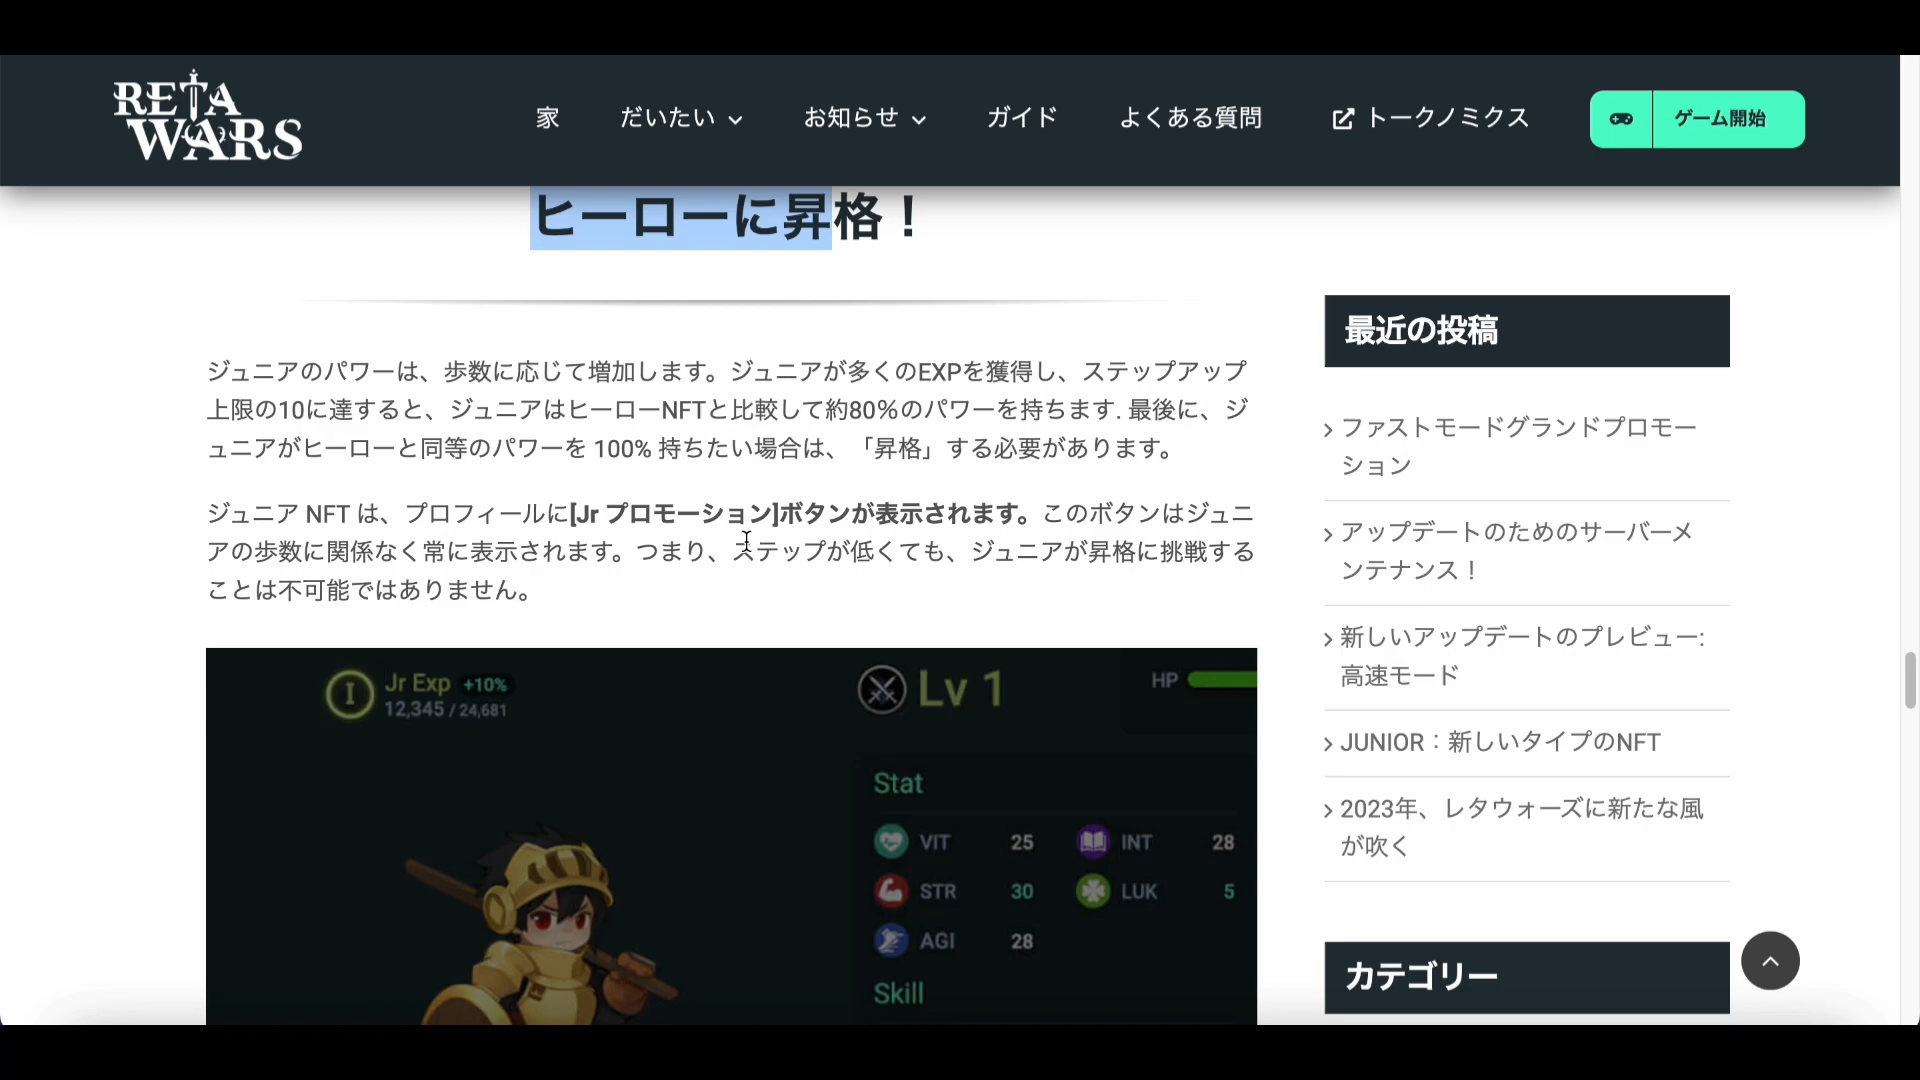 RETA
WARS
家
だいたい
お知らせ
ガイド
よくある質問
トークノミクス
ゲーム開始
ヒーローに昇格！
ジュニアのパワーは、歩数に応じて増加します。ジュニアが多くのEXPを獲得し、ステップアップ
上限の10に達すると、ジュニアはヒーローNFTと比較して約80%のパワーを持ちます. 最後に、ジ
ュニアがヒーローと同等のパワーを 100% 持ちたい場合は、「昇格」する必要があります。
ジュニア NFT は、プロフィールに[Jr プロモーション]ボタンが表示されます。このボタンはジュニ
アの歩数に関係なく常に表示されます。つまり、ステップが低くても、ジュニアが昇格に挑戦する
ことは不可能ではありません。
I
Jr Exp +10%
12,345 / 24,681
Lv 1
HP
Stat
VIT 25 INT 28
STR 30 LUK 5
AGI 28
Skill
最近の投稿
ファストモードグランドプロモー
ション
アップデートのためのサーバーメ
ンテナンス！
新しいアップデートのプレビュー:
高速モード
JUNIOR：新しいタイプのNFT
2023年、レタウォーズに新たな風
が吹く
カテゴリー